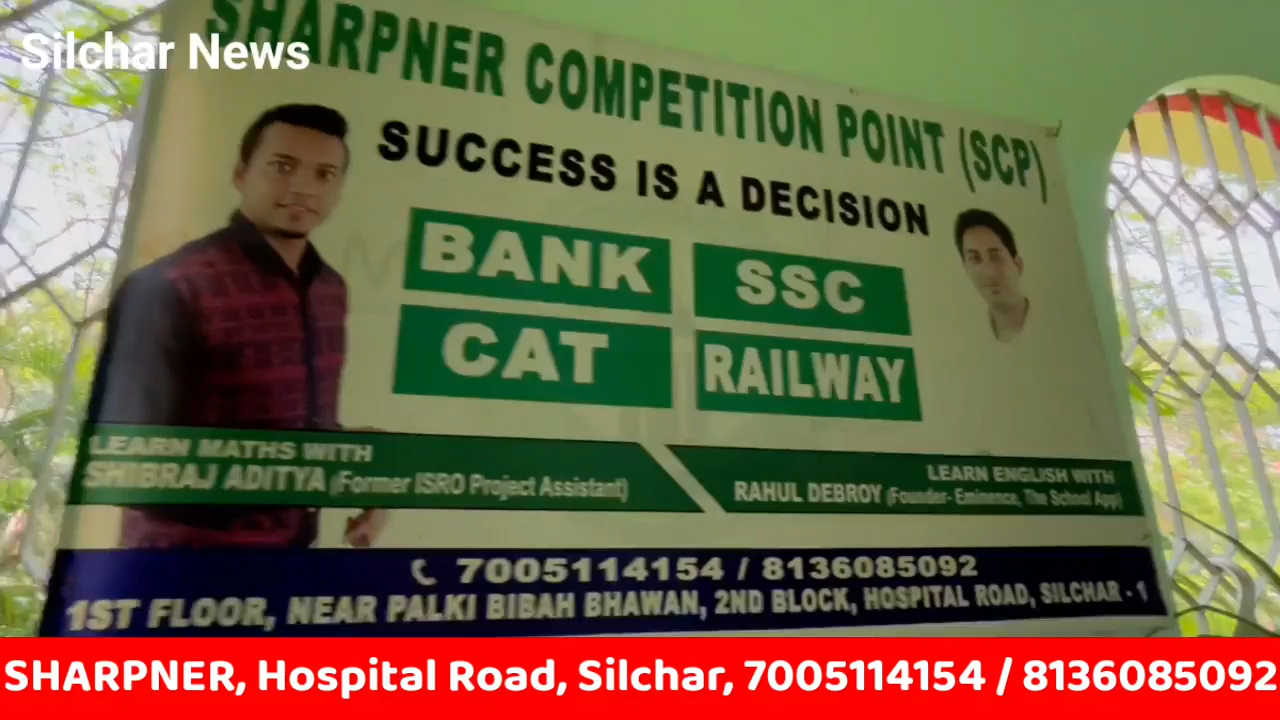 Silchar News
SHARPNER COMPETITION POINT (SCP)
SUCCESS IS A DECISION
BANK
SSC
CAT
RAILWAY
LEARN MATHS WITH
SHIBRAJ ADITYA (Former ISRO Project Assistant)
LEARN ENGLISH WITH
RAHUL DEBROY (Founder- Eminence, The School App)
7005114154 / 8136085092
1ST FLOOR, NEAR PALKI BIBAH BHAWAN, 2ND BLOCK, HOSPITAL ROAD, SILCHAR - 1
SHARPNER, Hospital Road, Silchar, 7005114154 / 8136085092